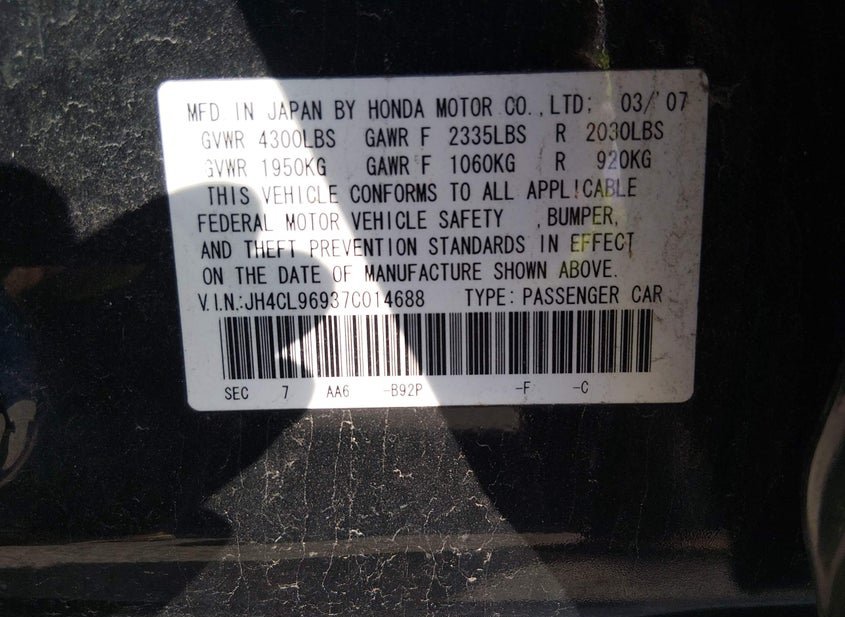 MFD. IN JAPAN BY HONDA MOTOR CO.,LTD; 03/'07
GVWR 4300LBS GAWR F 2335LBS R 2030LBS
GVWR 1950KG GAWR F 1060KG R 920KG
THIS VEHICLE CONFORMS TO ALL APPLICABLE
FEDERAL MOTOR VEHICLE SAFETY ,BUMPER,
AND THEFT PREVENTION STANDARDS IN EFFECT
ON THE DATE OF MANUFACTURE SHOWN ABOVE.
V.I.N.:JH4CL96937C014688 TYPE: PASSENGER CAR
SEC 7 AA6 -B92P -F -C